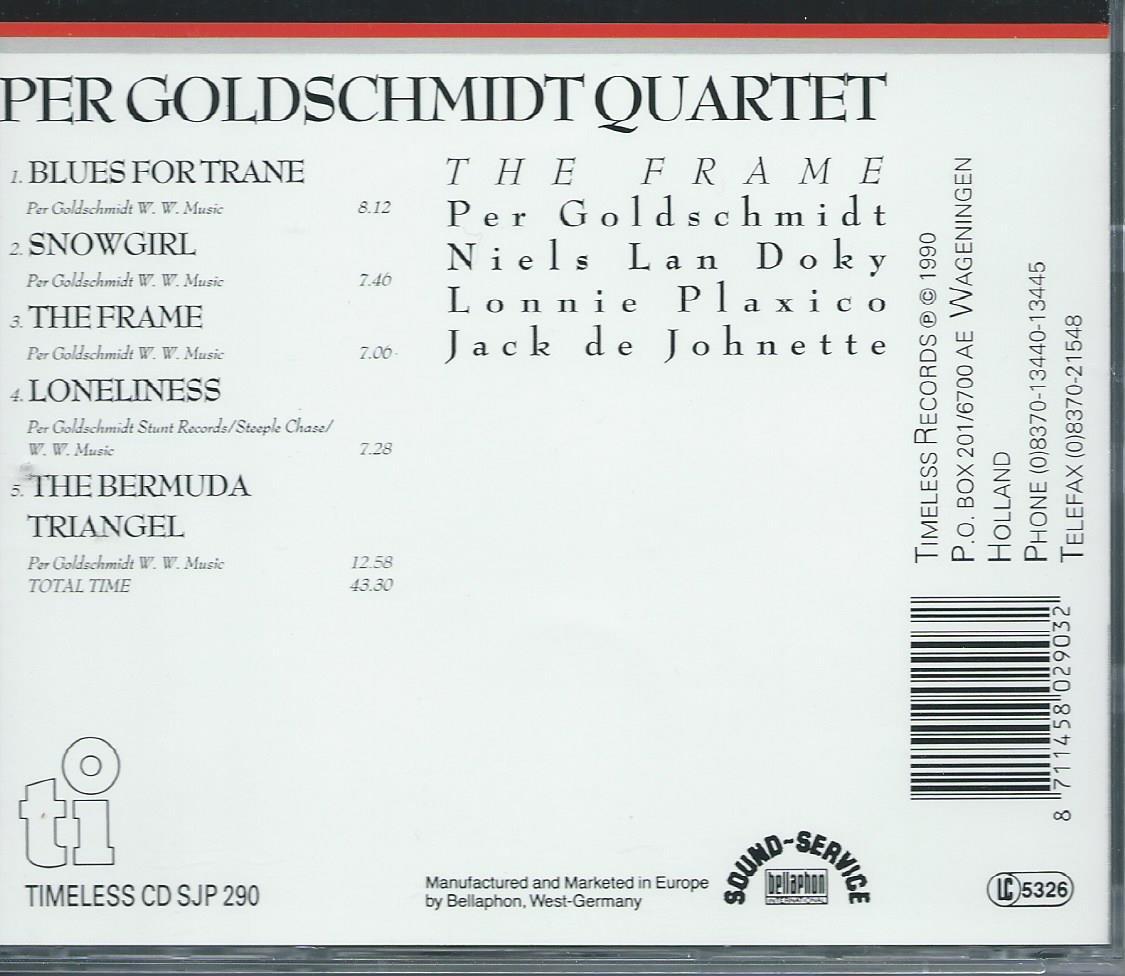 PER GOLDSCHMIDT QUARTET
1. BLUES FOR TRANE
Per Goldschmidt W. W. Music 8.12
2. SNOWGIRL
Per Goldschmidt W. W. Music 7.46
3. THE FRAME
Per Goldschmidt W. W. Music 7.06
4. LONELINESS
Per Goldschmidt Stunt Records/Steeple Chase/
W. W. Music 7.28
5. THE BERMUDA
TRIANGEL
Per Goldschmidt W. W. Music 12.58
TOTAL TIME 43.30
THE FRAME
Per Goldschmidt
Niels Lan Doky
Lonnie Plaxico
Jack de Johnette
TIMELESS RECORDS ℗ © 1990
P.O. BOX 201/6700 AE WAGENINGEN
HOLLAND
PHONE (0)8370-13440-13445
TELEFAX (0)8370-21548
8 711458 029032
ti
TIMELESS CD SJP 290
Manufactured and Marketed in Europe
by Bellaphon, West-Germany
SOUND-SERVICE
bellaphon
INTERNATIONAL
LC 5326